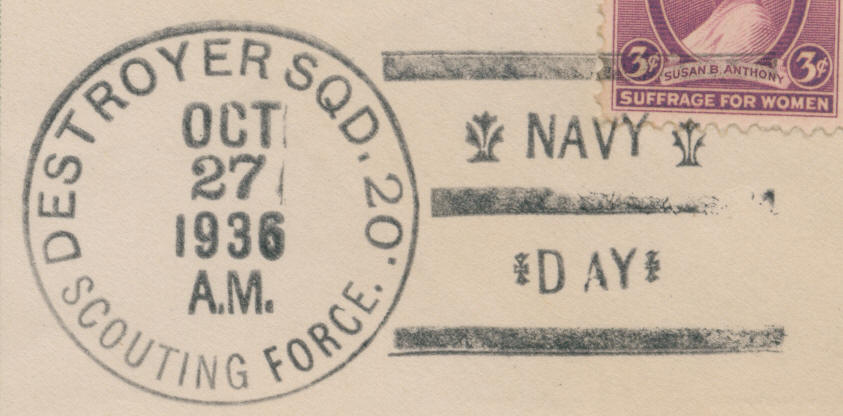 DESTROYER SQD. 20.
OCT
27
1936
A.M.
SCOUTING FORCE.
NAVY
DAY
3¢ SUSAN B. ANTHONY 3¢
SUFFRAGE FOR WOMEN